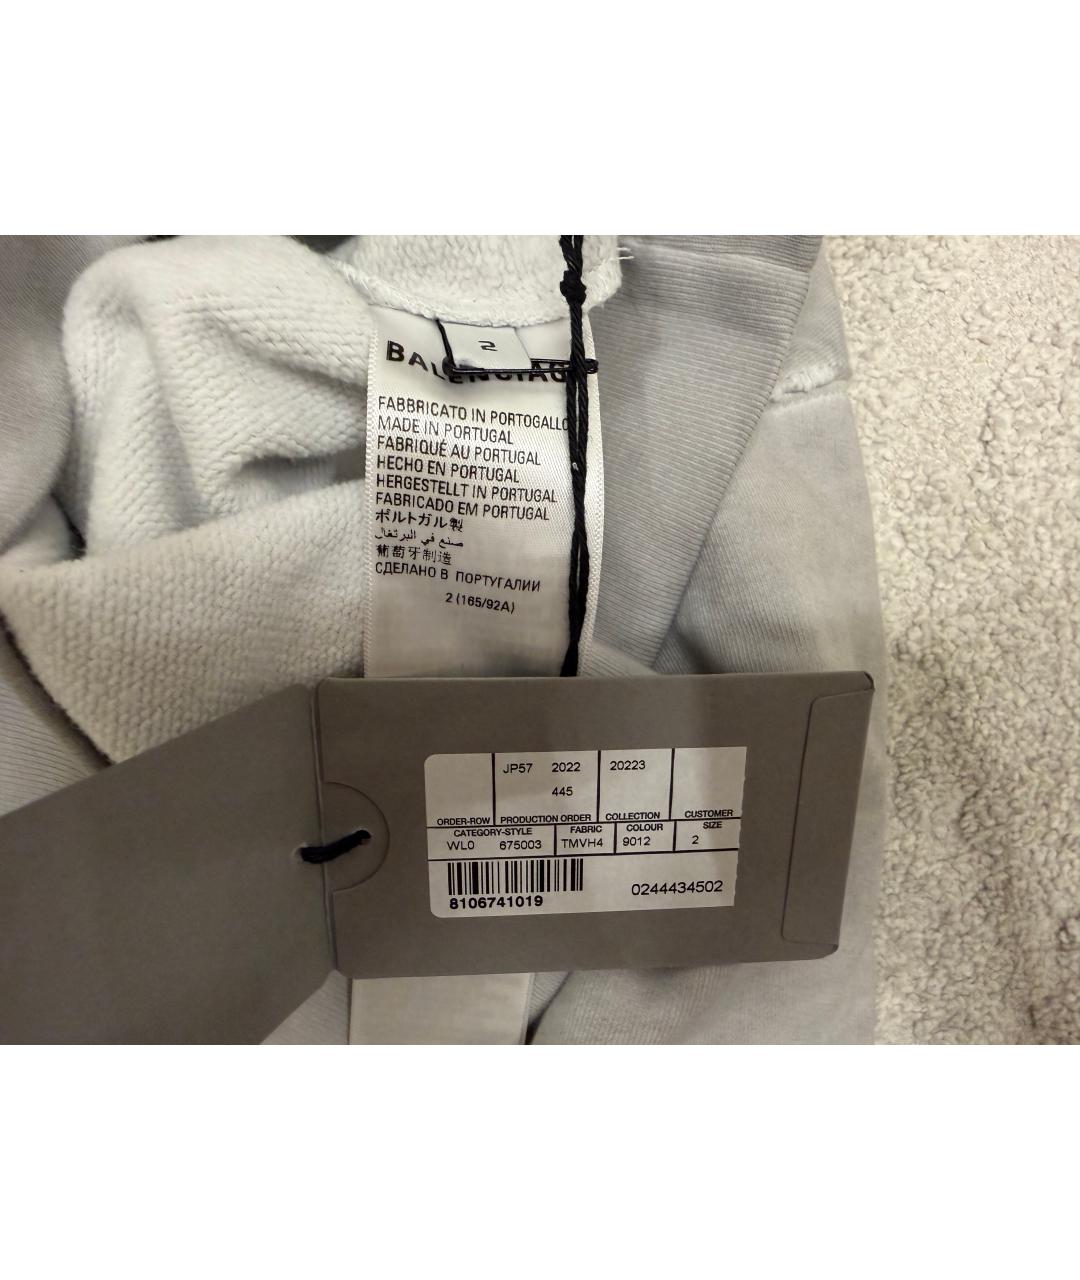 2
BALENCIAG
FABBRICATO IN PORTOGALLO
MADE IN PORTUGAL
FABRIQUÉ AU PORTUGAL
HECHO EN PORTUGAL
HERGESTELLT IN PORTUGAL
FABRICADO EM PORTUGAL
ポルトガル製
صنع في البرتغال
葡萄牙制造
СДЕЛАНО В ПОРТУГАЛИИ
2 (165/92A)
JP57 2022 20223
445
ORDER-ROW PRODUCTION ORDER COLLECTION CUSTOMER
CATEGORY-STYLE FABRIC COLOUR SIZE
WL0 675003 TMVH4 9012 2
8106741019 0244434502